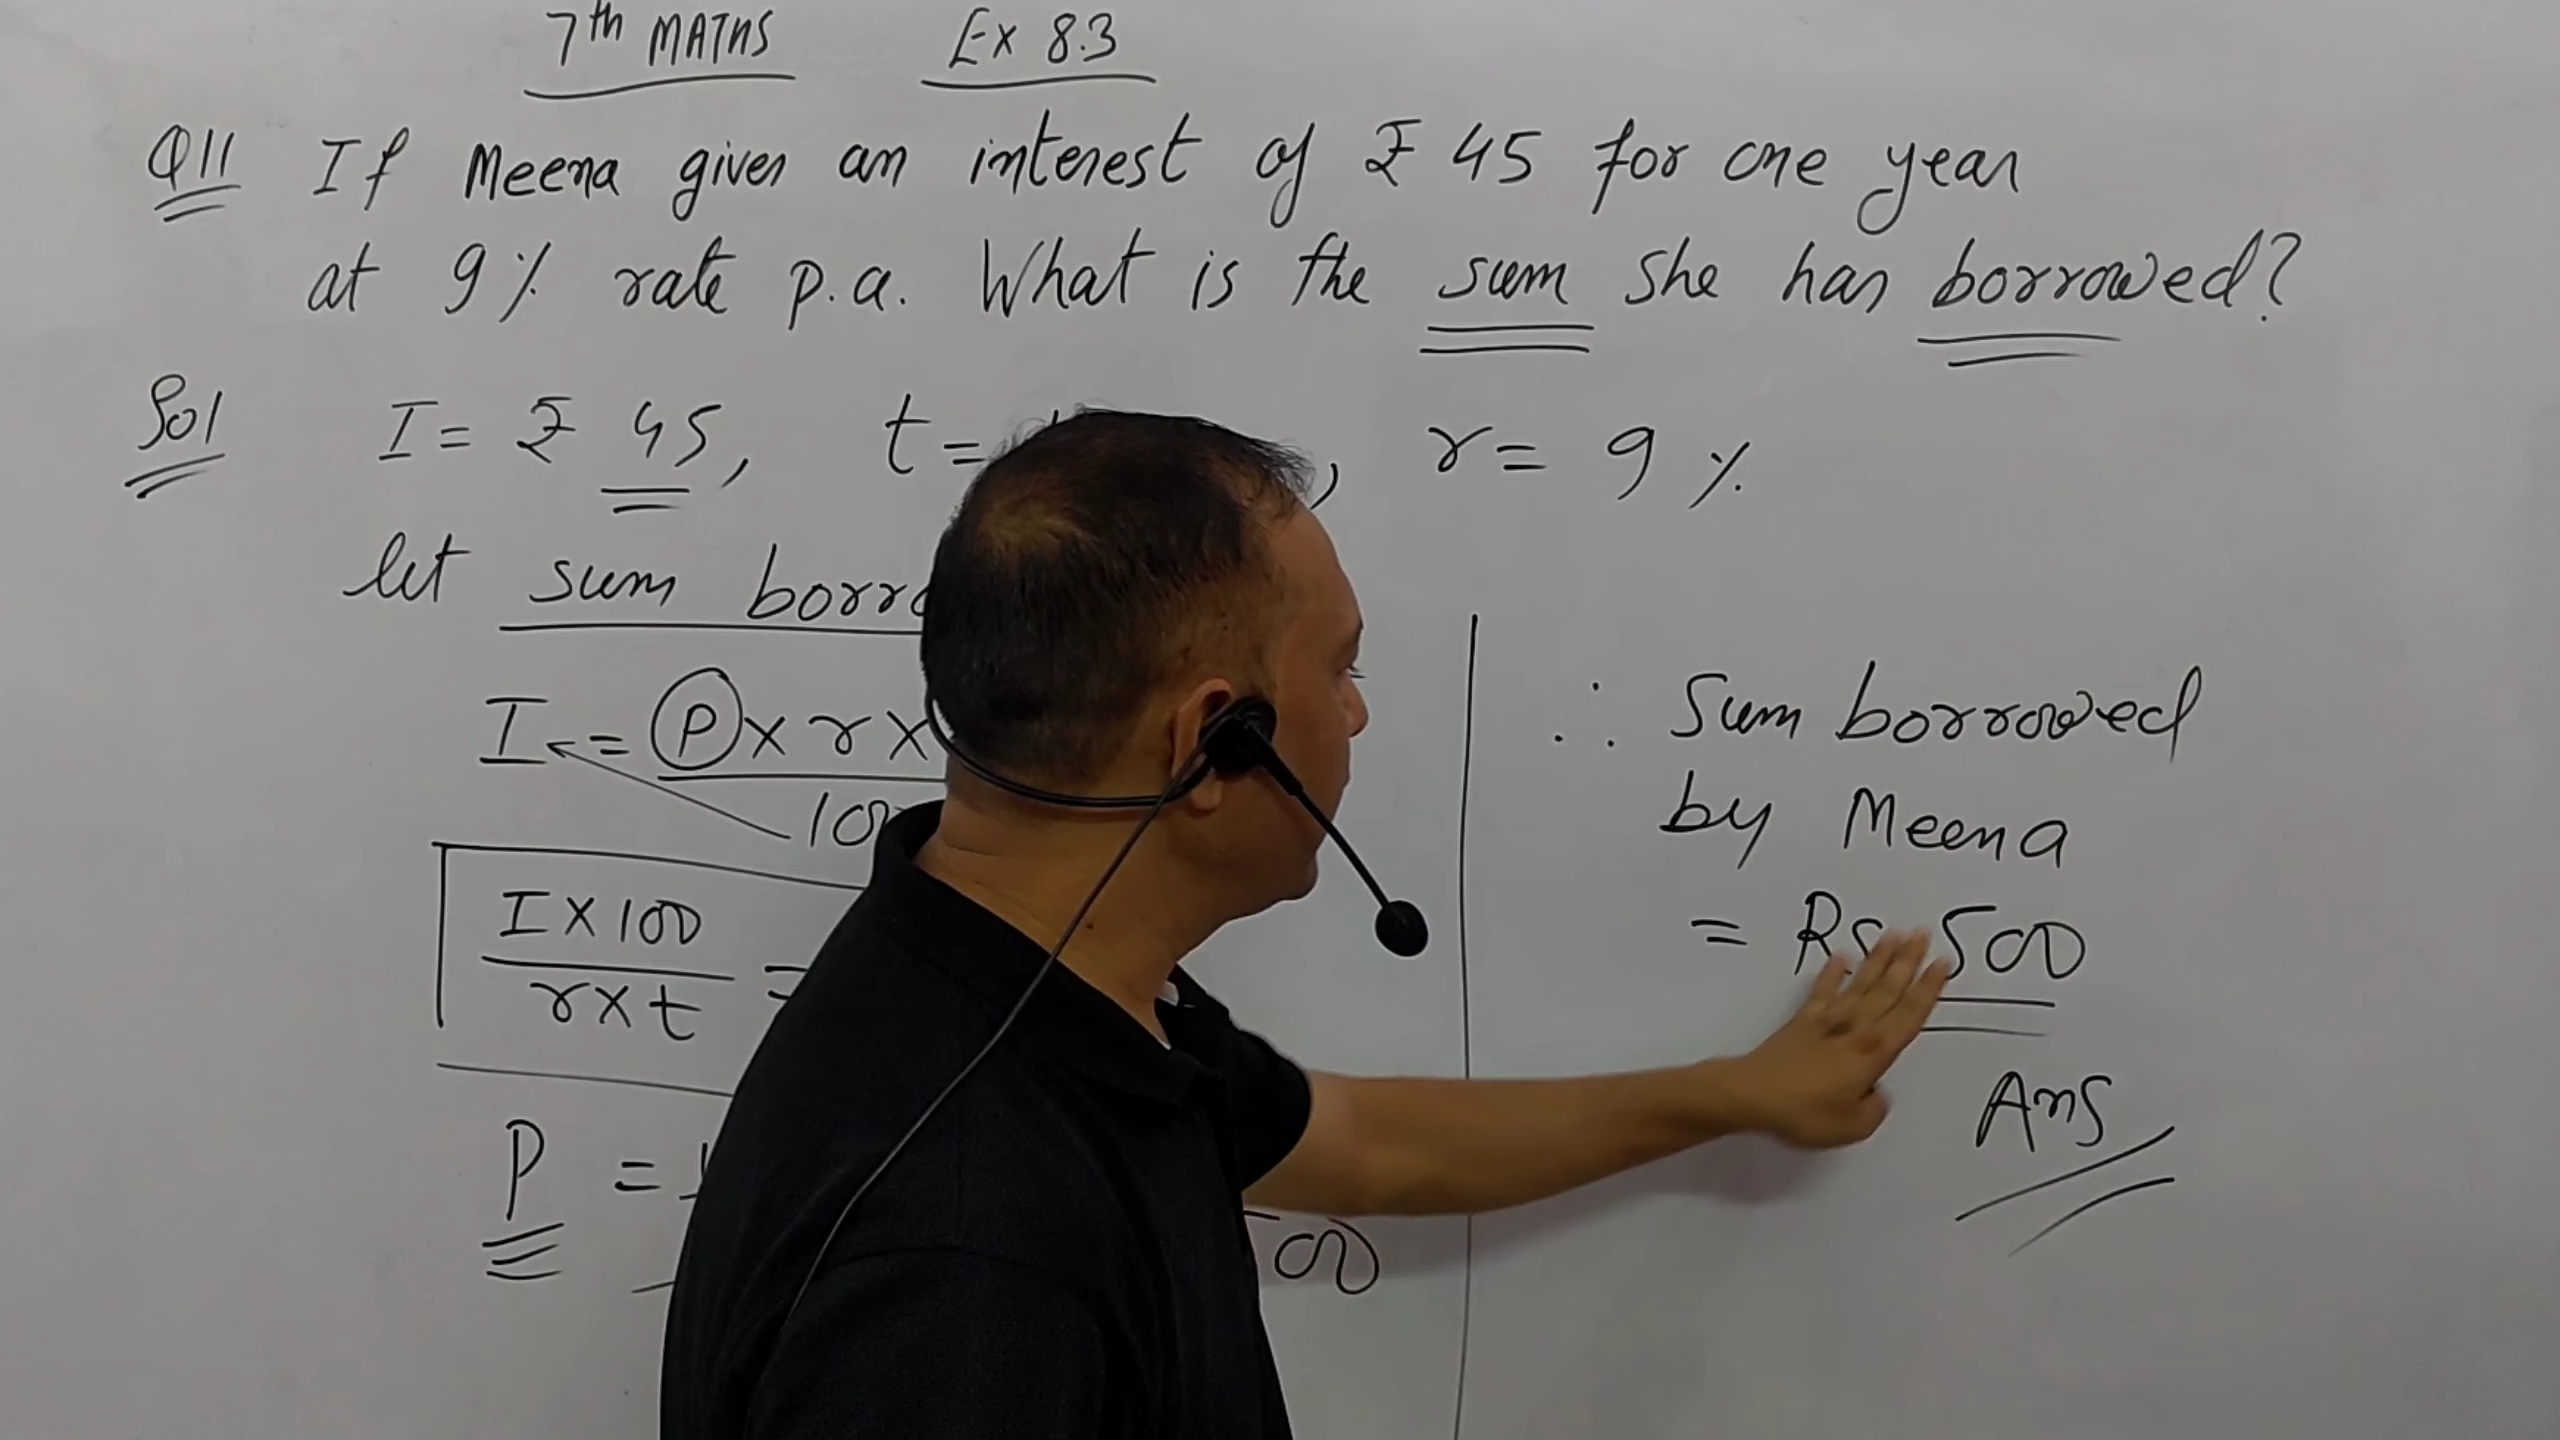 7th MATHS Ex 8.3
Q11 If Meena gives an interest of ₹ 45 for one year
at 9% rate p.a. What is the sum she has borrowed?
Sol I = ₹ 45, t = , r = 9 %
let sum
I = P × r ×
I × 100
r × t =
P =
∴ Sum borrowed
by Meena
= Rs 500
Ans